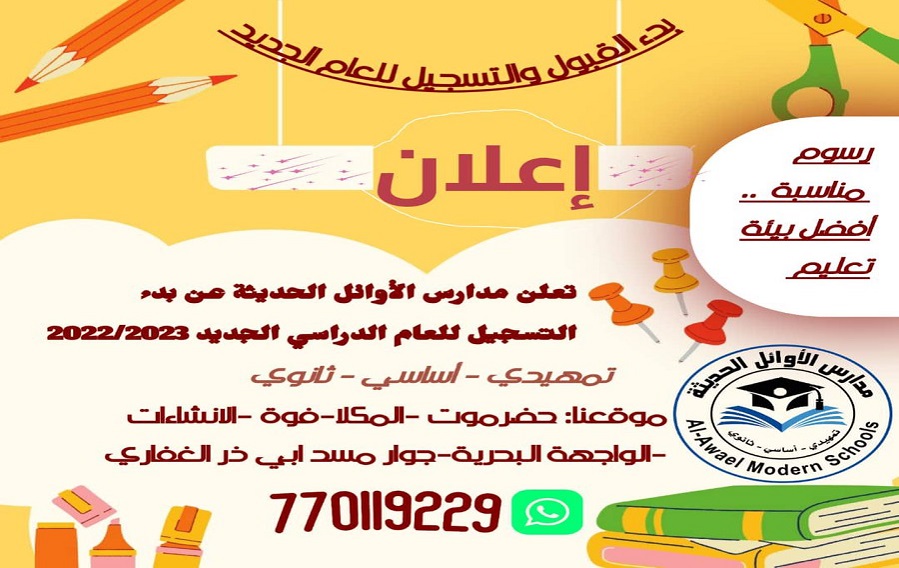 بدء القبول والتسجيل للعام الجديد
إعلان
رسوم
مناسبة ..
أفضل بيئة
تعليم
تعلن مدارس الأوائل الحديثة عن بدء
التسجيل للعام الدراسي الجديد 2022/2023
تمهيدي - أساسي - ثانوي
موقعنا: حضرموت -المكلا-فوة -الانشاءات
-الواجهة البحرية-جوار مسد ابي ذر الغفاري
770119229
مدارس الأوائل الحديثة
تمهيدي - أساسي - ثانوي
Al-Awael Modern Schools